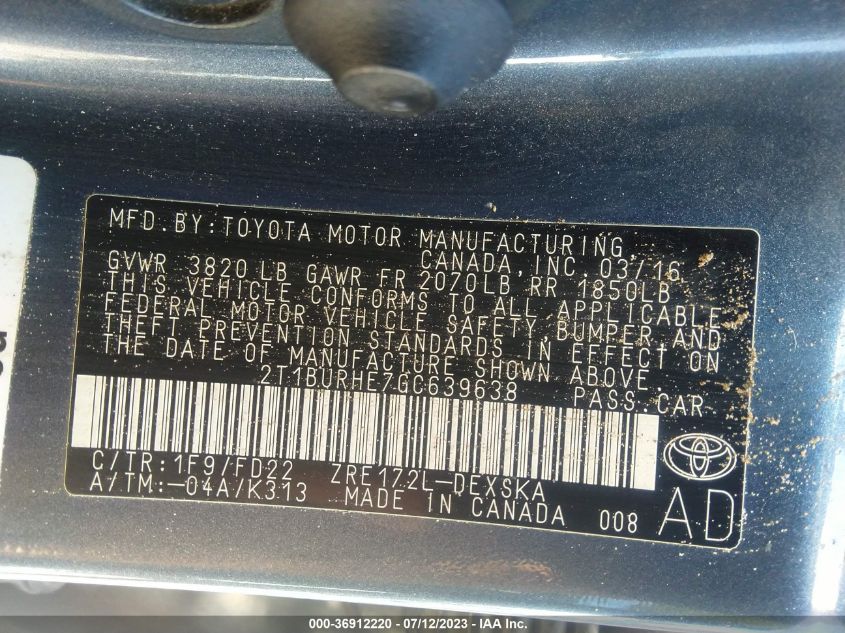 MFD. BY: TOYOTA MOTOR MANUFACTURING,
CANADA, INC. 03/16
GVWR 3820 LB GAWR FR 2070LB RR 1850LB
THIS VEHICLE CONFORMS TO ALL APPLICABLE
FEDERAL MOTOR VEHICLE SAFETY BUMPER, AND
THEFT PREVENTION STANDARDS IN EFFECT ON
THE DATE OF MANUFACTURE SHOWN ABOVE.
2T1BURHE7GC639638 PASS.CAR
C/TR: 1F9/FD22 ZRE172L-DEXSKA
A/TM: -04A/K313 MADE IN CANADA 008 AD
000-36912220 - 07/12/2023 - IAA Inc.